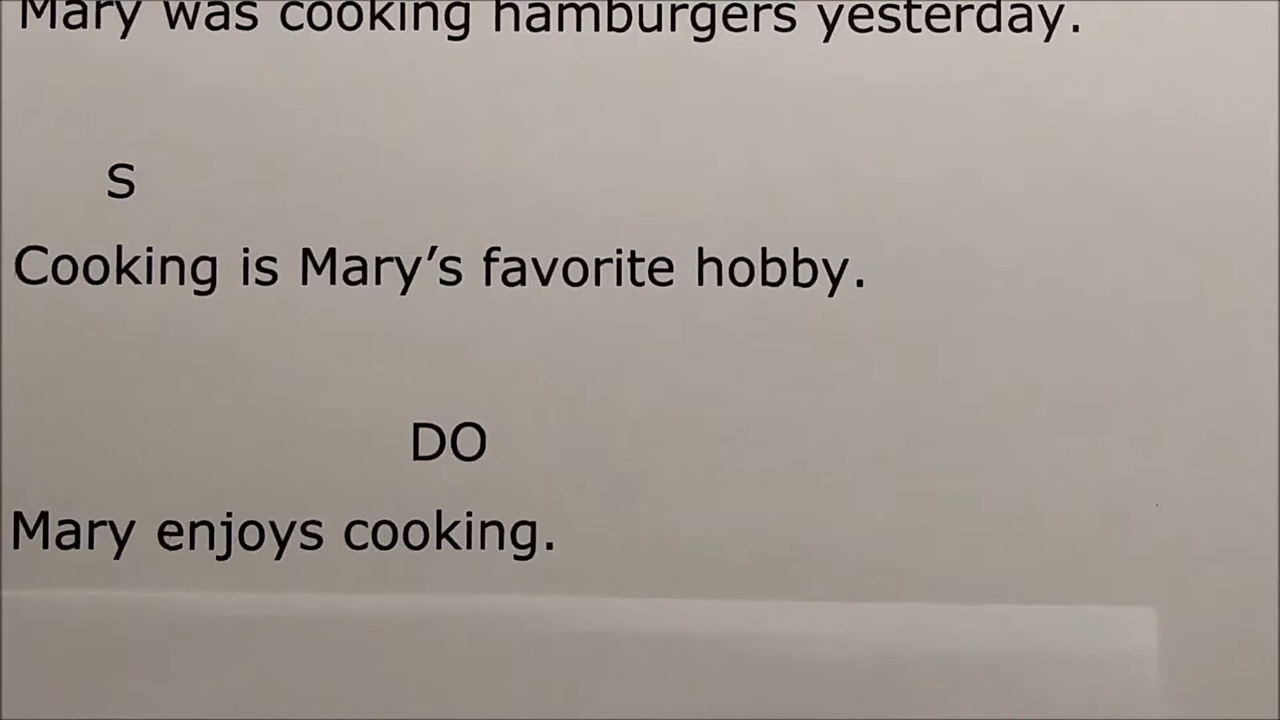 Mary was cooking hamburgers yesterday.
S
Cooking is Mary’s favorite hobby.
DO
Mary enjoys cooking.